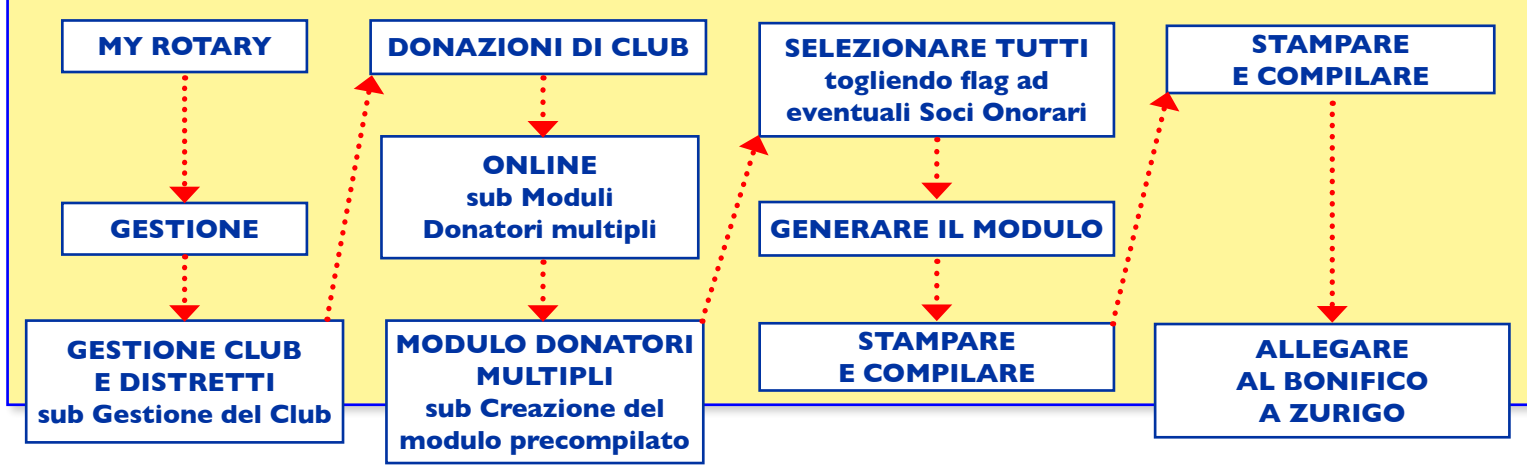 MY ROTARY
GESTIONE
GESTIONE CLUB
E DISTRETTI
sub Gestione del Club
DONAZIONI DI CLUB
ONLINE
sub Moduli
Donatori multipli
MODULO DONATORI
MULTIPLI
sub Creazione del
modulo precompilato
SELEZIONARE TUTTI
togliendo flag ad
eventuali Soci Onorari
GENERARE IL MODULO
STAMPARE
E COMPILARE
STAMPARE
E COMPILARE
ALLEGARE
AL BONIFICO
A ZURIGO